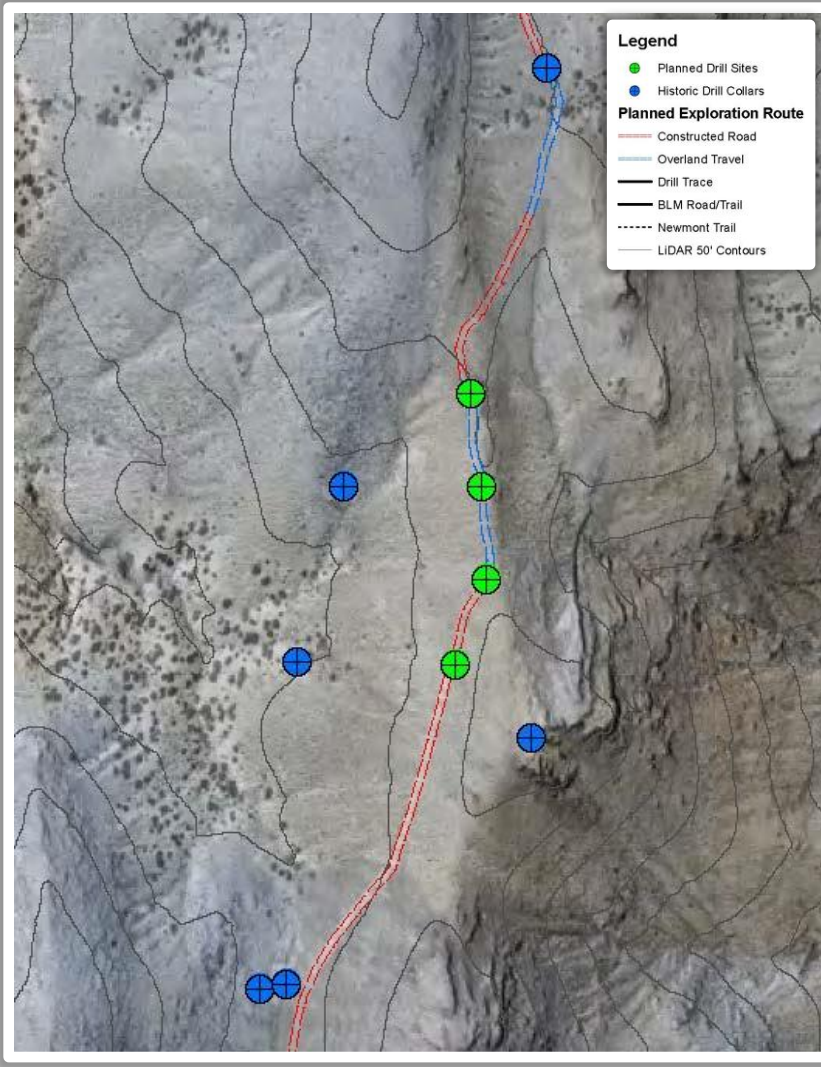 Legend
Planned Drill Sites
Historic Drill Collars
Planned Exploration Route
Constructed Road
Overland Travel
Drill Trace
BLM Road/Trail
Newmont Trail
LiDAR 50' Contours